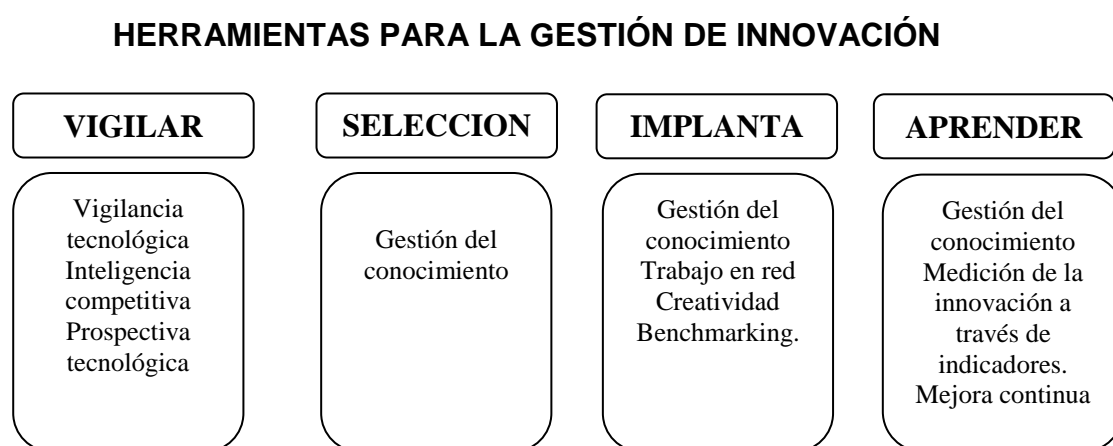 HERRAMIENTAS PARA LA GESTIÓN DE INNOVACIÓN
VIGILAR
Vigilancia
tecnológica
Inteligencia
competitiva
Prospectiva
tecnológica
SELECCION
Gestión del
conocimiento
IMPLANTA
Gestión del
conocimiento
Trabajo en red
Creatividad
Benchmarking.
APRENDER
Gestión del
conocimiento
Medición de la
innovación a
través de
indicadores.
Mejora continua